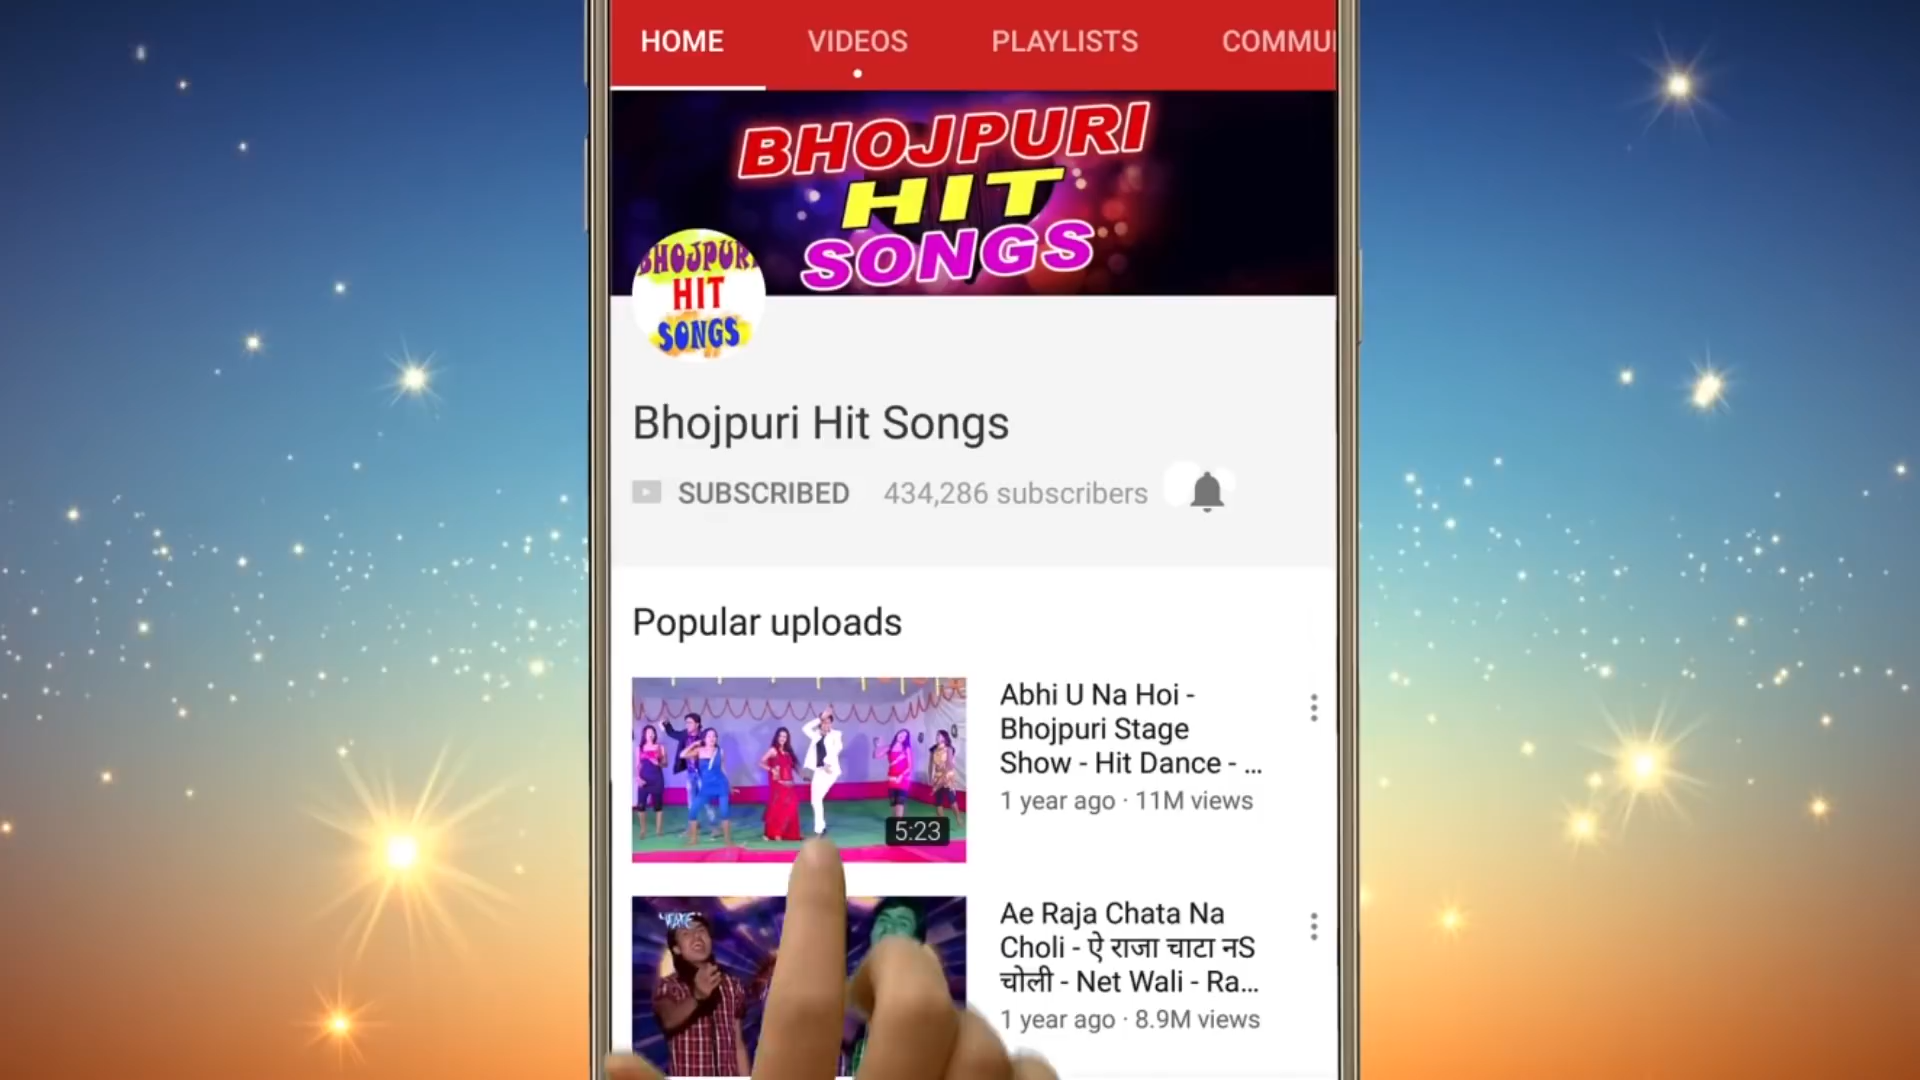 HOME VIDEOS PLAYLISTS COMMU
BHOJPURI
HIT
SONGS
BHOJPURI
HIT
SONGS
Bhojpuri Hit Songs
SUBSCRIBED 434,286 subscribers
Popular uploads
Abhi U Na Hoi -
Bhojpuri Stage
Show - Hit Dance - ...
1 year ago · 11M views
5:23
Ae Raja Chata Na
Choli - ऐ राजा चाटा नS
चोली - Net Wali - Ra...
1 year ago · 8.9M views